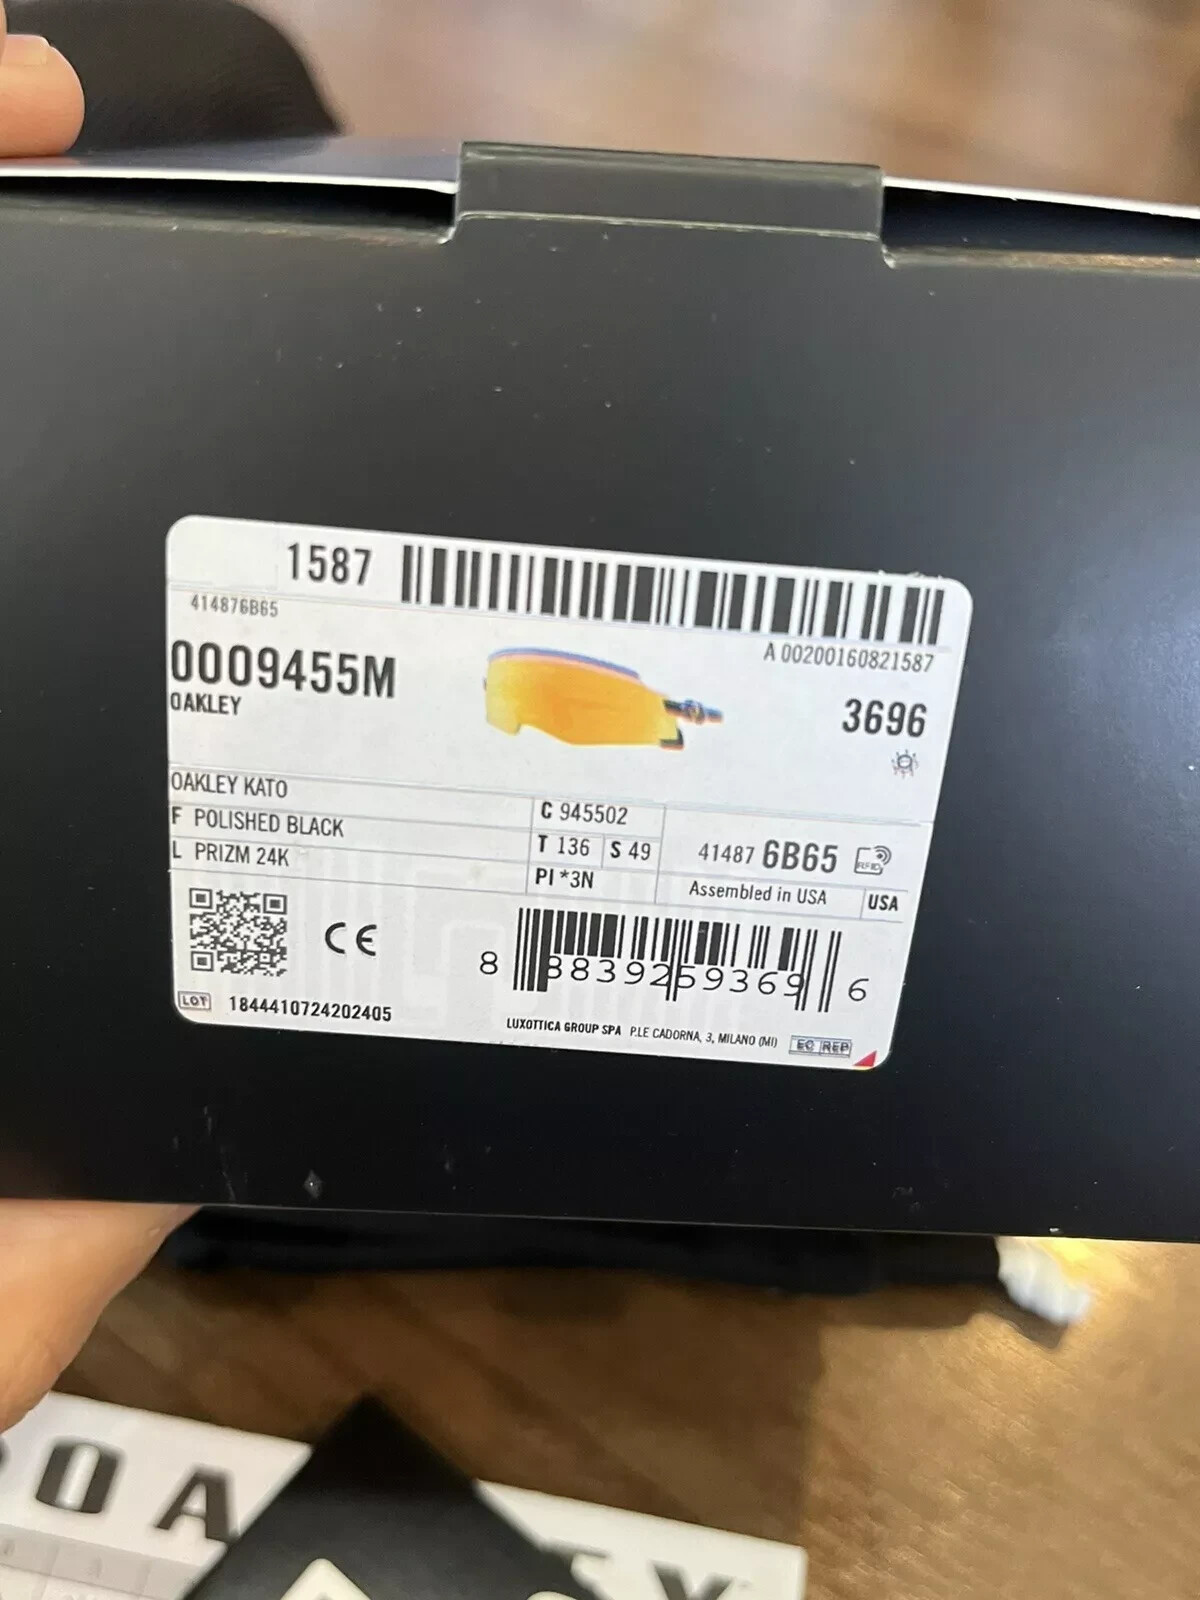 1587
414876B65
A 00200160821587
0009455M
OAKLEY
3696
OAKLEY KATO
F POLISHED BLACK
L PRIZM 24K
C 945502
T 136 S 49
PI *3N
41487 6B65
RFID
Assembled in USA USA
CE
8 88392593696 6
LOT 1844410724202405
LUXOTTICA GROUP SPA P.LE CADORNA, 3, MILANO (MI) EC REP